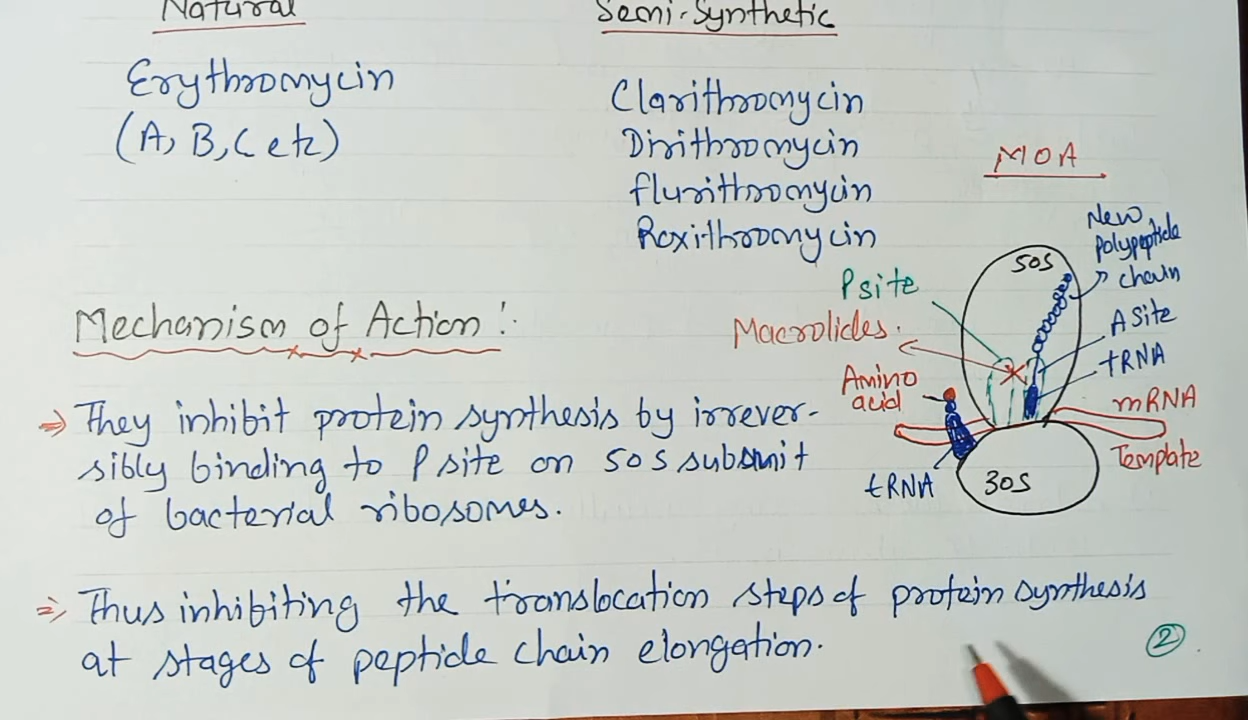 Natural
Semi-Synthetic
Erythromycin
(A, B, C etc)
Clarithromycin
Dirithromycin
flurithromycin
Roxithromycin
MOA
New
polypeptide
chain
50S
P site
A site
Macrolides.
tRNA
Amino
acid
mRNA
Template
tRNA
30S
Mechanism of Action :
⇒ They inhibit protein synthesis by irrever-
sibly binding to P site on 50S subunit
of bacterial ribosomes.
⇒ Thus inhibiting the translocation steps of protein synthesis
at stages of peptide chain elongation.
2